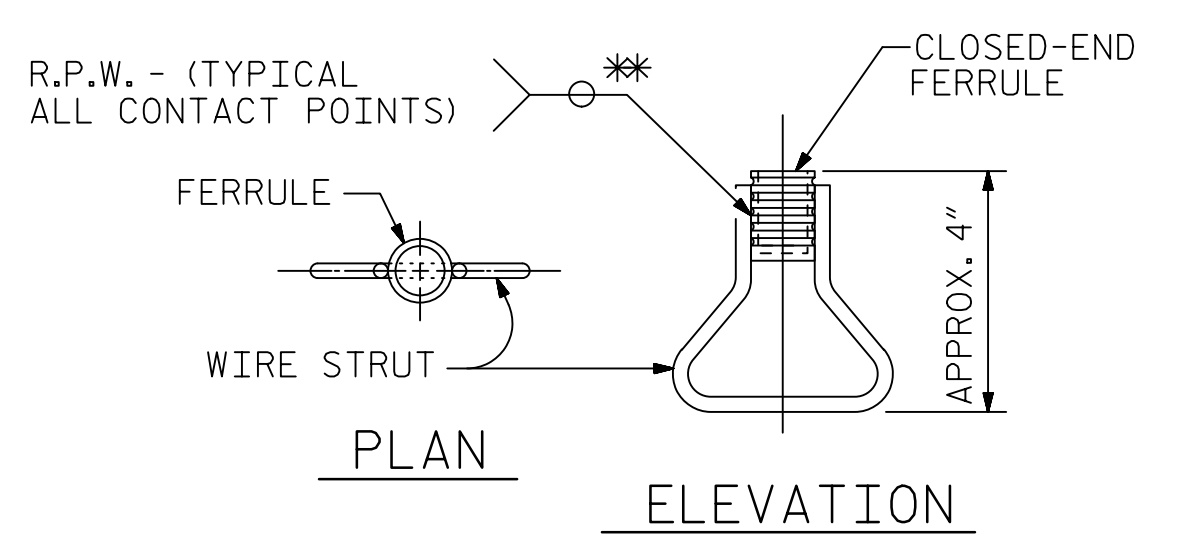 R.P.W. - (TYPICAL
ALL CONTACT POINTS)
**
CLOSED-END
FERRULE
FERRULE
APPROX. 4"
WIRE STRUT
PLAN
ELEVATION